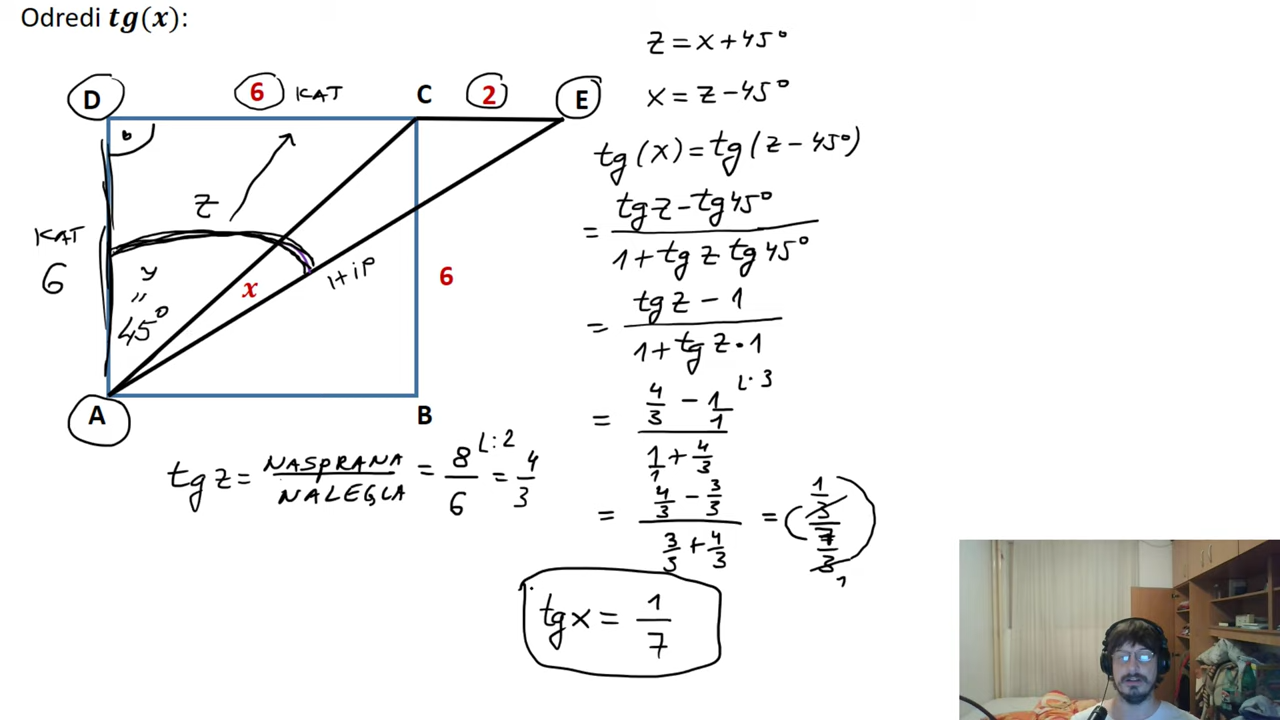 Odredi tg(x):
D 6 KAT C 2 E
Z
KAT
6
y
"
45°
x
HIP
6
A
B
tg z = NASPRANA / NALEGLA = 8 / 6 L:2 = 4 / 3
z = x + 45°
x = z - 45°
tg(x) = tg(z - 45°)
= tg z - tg 45° / 1 + tg z tg 45°
= tg z - 1 / 1 + tg z · 1
= 4/3 - 1/1 / 1/1 + 4/3 L·3
= 4/3 - 3/3 / 3/3 + 4/3 = 1/3 / 7/3 1
tg x = 1 / 7